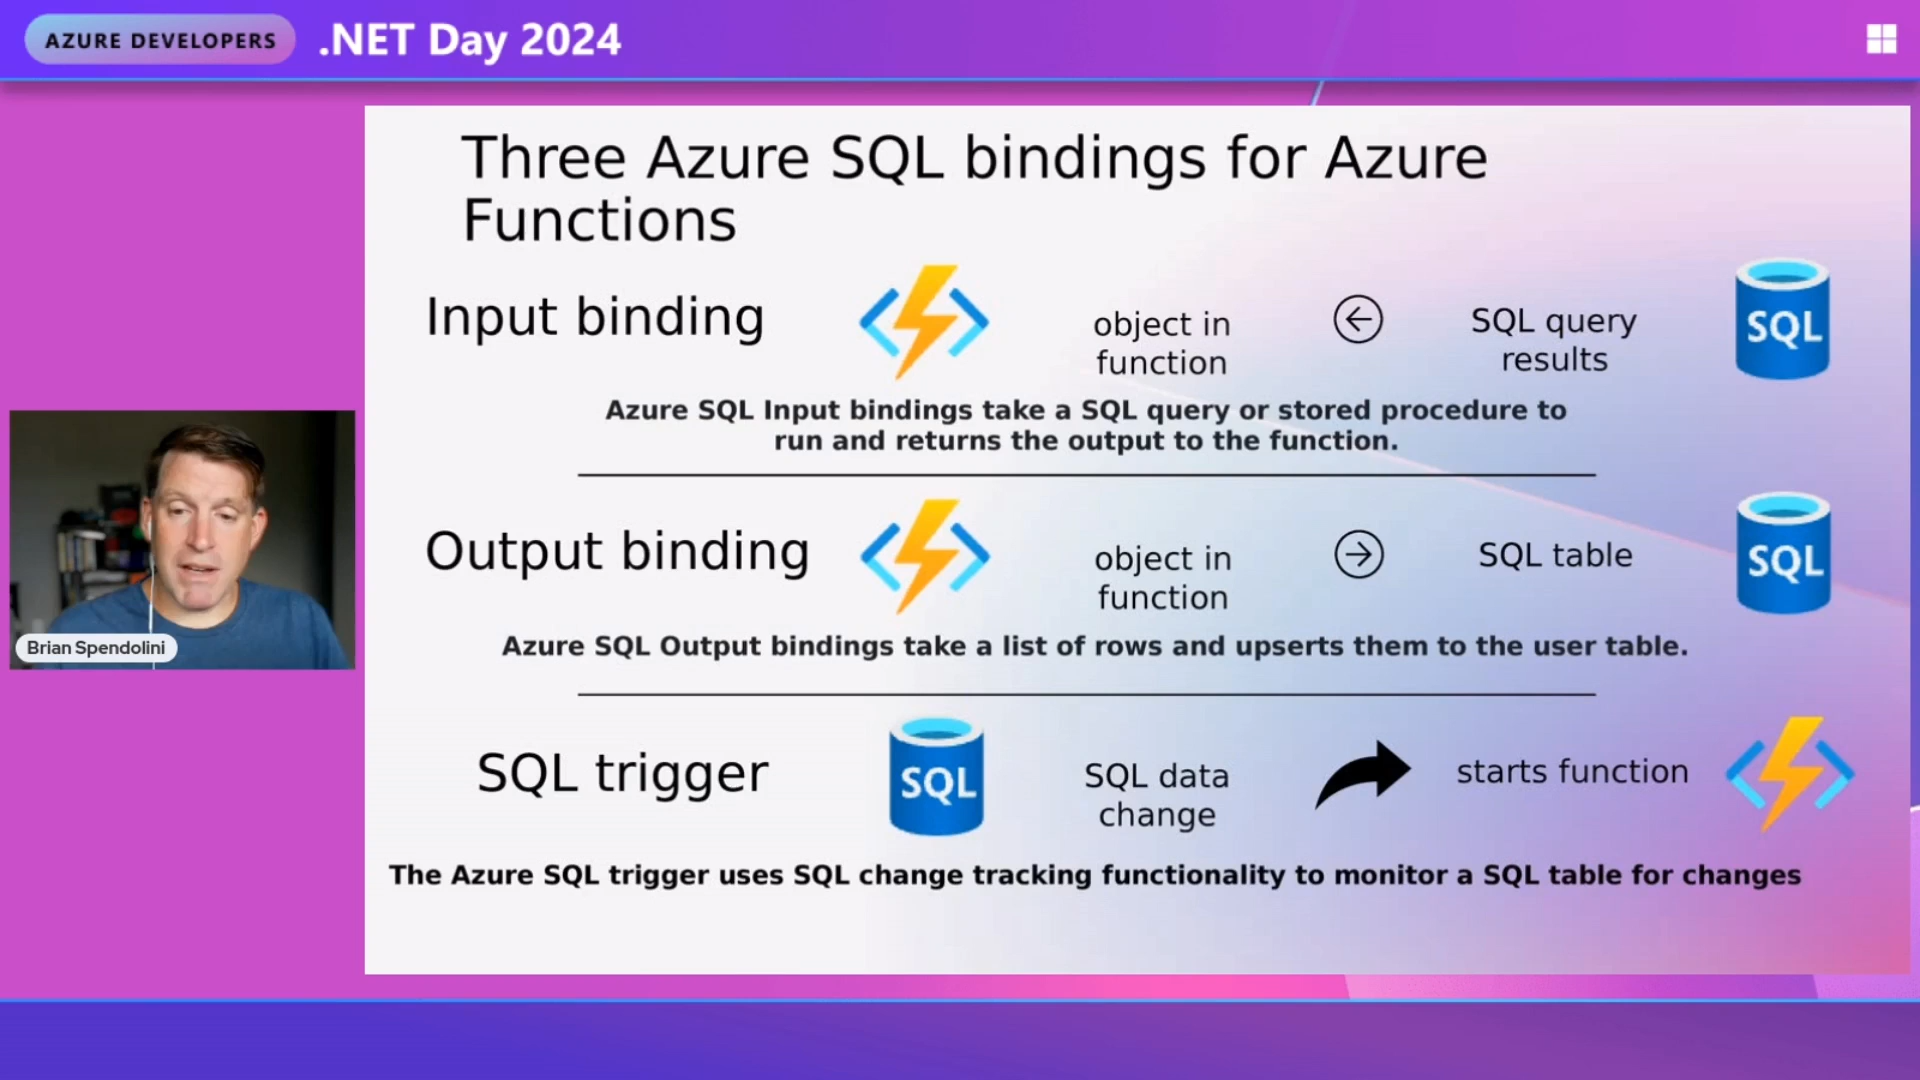 AZURE DEVELOPERS .NET Day 2024
Three Azure SQL bindings for Azure
Functions
Input binding
object in
function
SQL query
results
SQL
Azure SQL Input bindings take a SQL query or stored procedure to
run and returns the output to the function.
Output binding
object in
function
SQL table
SQL
Azure SQL Output bindings take a list of rows and upserts them to the user table.
SQL trigger
SQL
SQL data
change
starts function
The Azure SQL trigger uses SQL change tracking functionality to monitor a SQL table for changes
Brian Spendolini